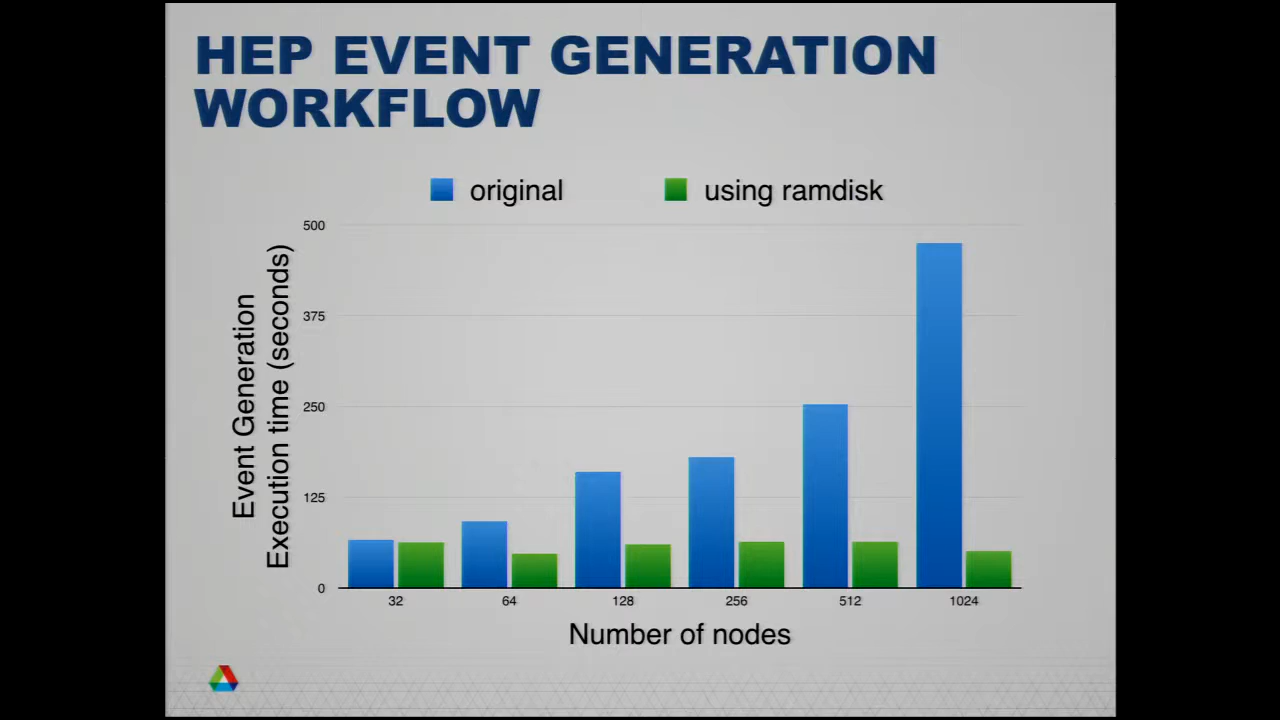 HEP EVENT GENERATION
WORKFLOW
original
using ramdisk
Event Generation
Execution time (seconds)
500
375
250
125
0
32
64
128
256
512
1024
Number of nodes